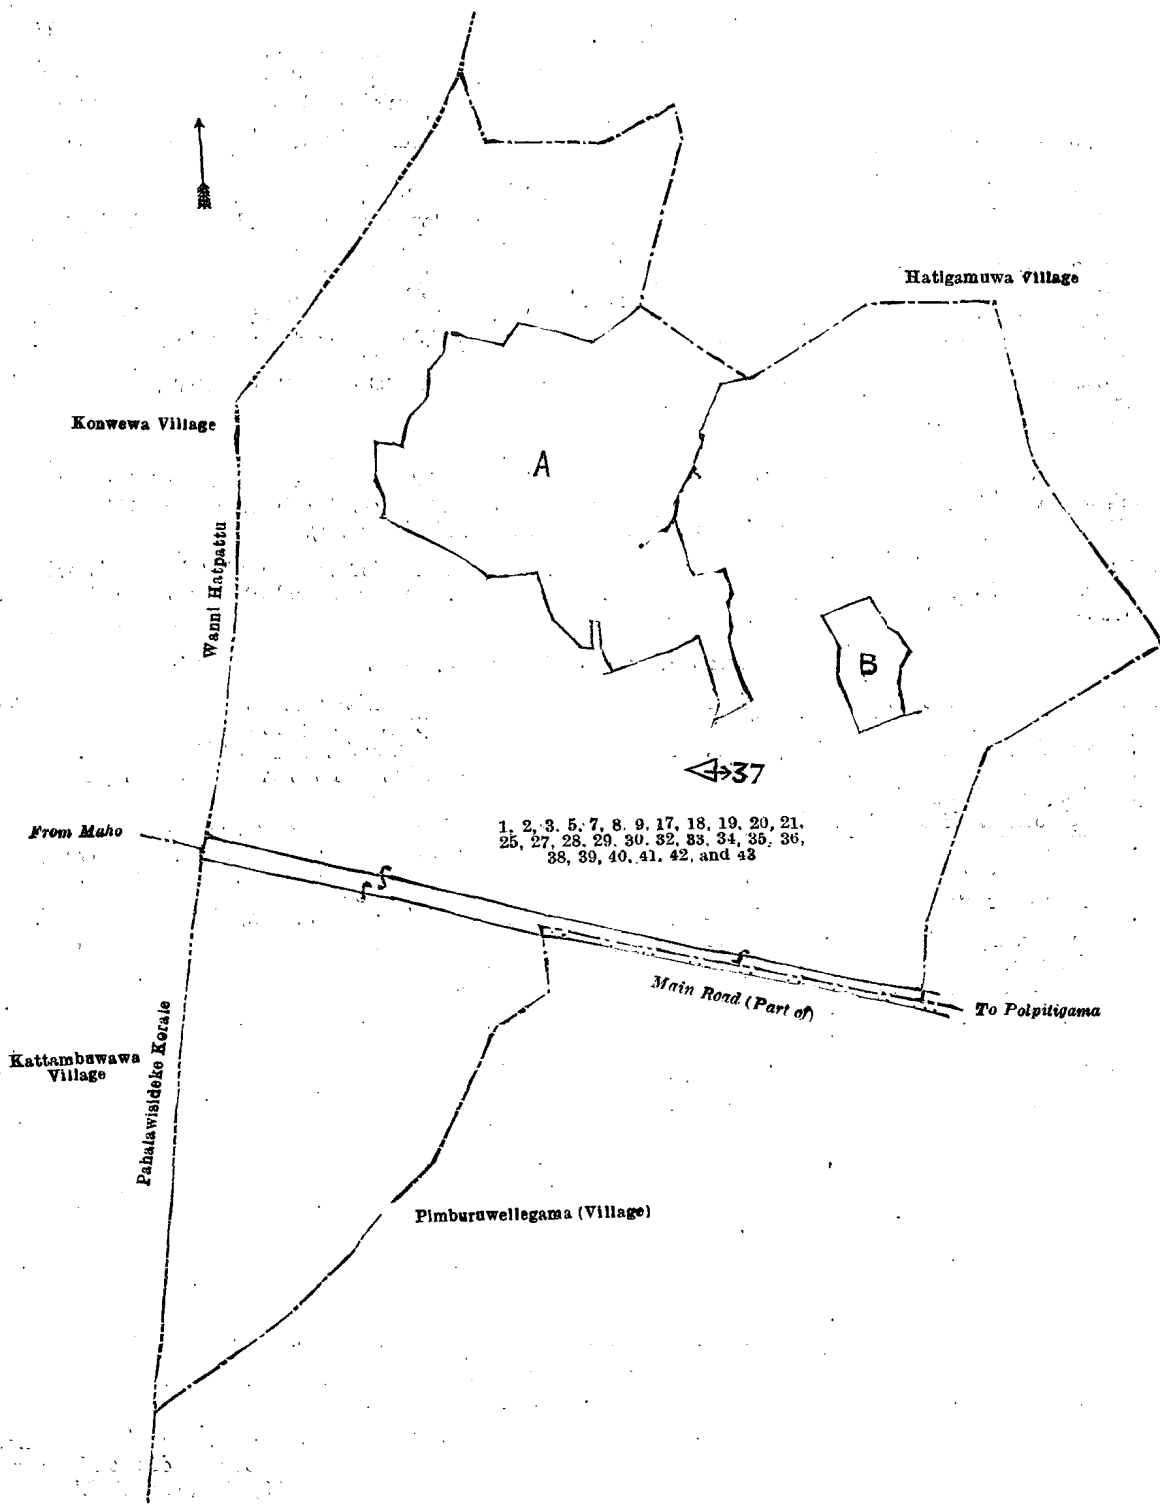 Hatigamuwa Village
Konwewa Village
A
Wanni Hatpattu
B
37
From Maho
1, 2, 3, 5, 7, 8, 9, 17, 18, 19, 20, 21,
25, 27, 28, 29, 30, 32, 33, 34, 35, 36,
38, 39, 40, 41, 42, and 43
Main Road (Part of)
To Polpitigama
Kattambuwawa
Village
Pahalawisideke Korale
Pimburuwellegama (Village)